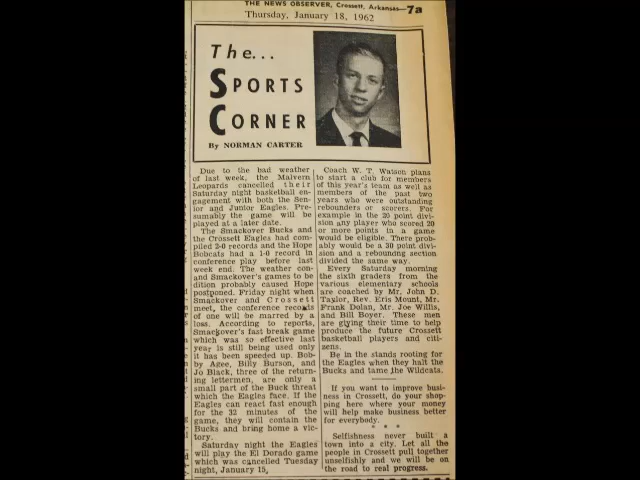 THE NEWS OBSERVER, Crossett, Arkansas—7a
Thursday, January 18, 1962
The...
SPORTS
CORNER
By NORMAN CARTER
Due to the bad weather
of last week, the Malvern
Leopards cancelled their
Saturday night basketball en-
gagement with both the Sen-
ior and Junior Eagles. Pre-
sumably the game will be
played at a later date.
The Smackover Bucks and
the Crossett Eagles had com-
piled 2-0 records and the Hope
Bobcats had a 1-0 record in
conference play before last
week end. The weather con-
and Smackover's games to be
dition probably caused Hope
postponed. Friday night when
Smackover and Crossett
meet, the conference records
of one will be marred by a
loss. According to reports,
Smackover's fast break game
which was so effective last
year is still being used only
it has been speeded up. Bob-
by Agee, Billy Burson, and
Jo Black, three of the return-
ing lettermen, are only a
small part of the Buck threat
which the Eagles face. If the
Eagles can react fast enough
for the 32 minutes of the
game, they will contain the
Bucks and bring home a vic-
tory.
Saturday night the Eagles
will play the El Dorado game
which was cancelled Tuesday
night, January 15.
Coach W. T. Watson plans
to start a club for members
of this year's team as well as
members of the past two
years who were outstanding
rebounders or scorers. For
example in the 20 point divi-
sion any player who scored 20
or more points in a game
would be eligible. There prob-
ably would be a 30 point divi-
sion and a rebounding section
divided the same way.
Every Saturday morning
the sixth graders from the
various elementary schools
are coached by Mr. John D.
Taylor, Rev. Eris Mount, Mr.
Frank Dolan, Mr. Joe Willis,
and Bill Boyer. These men
are giving their time to help
produce the future Crossett
basketball players and citi-
zens.
Be in the stands rooting for
the Eagles when they halt the
Bucks and tame the Wildcats.
If you want to improve busi-
ness in Crossett, do your shop-
ping here where your money
will help make business better
for everybody.
* * *
Selfishness never built a
town into a city. Let all the
people in Crossett pull together
unselfishly and we will be on
the road to real progress.